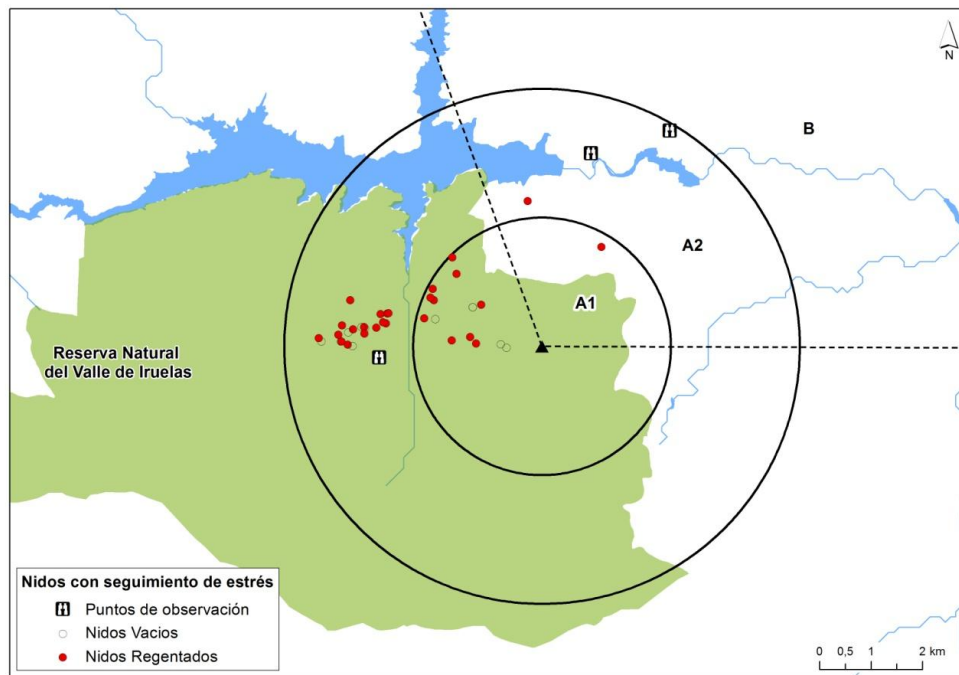 N
B
A2
A1
Reserva Natural
del Valle de Iruelas
Nidos con seguimiento de estrés
Puntos de observación
Nidos Vacios
Nidos Regentados
0 0,5 1 2 km